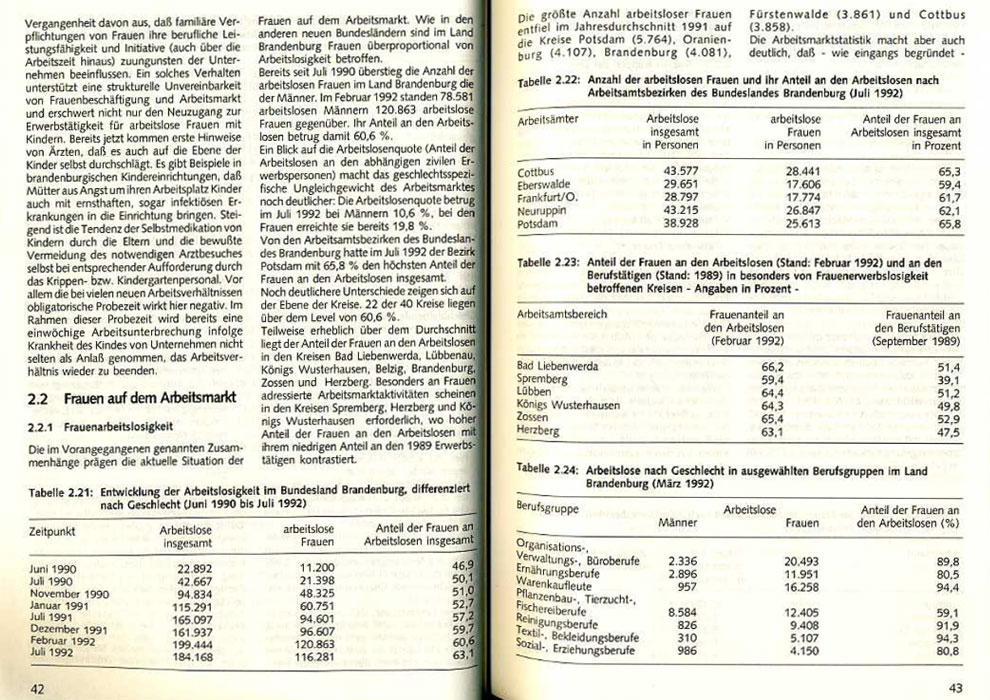 Vergangenheit davon aus, daß familiäre Ver-
pflichtungen von Frauen ihre berufliche Lei-
stungsfähigkeit und Initiative (auch über die
Arbeitszeit hinaus) zuungunsten der Unter-
nehmen beeinflussen. Ein solches Verhalten
unterstützt eine strukturelle Unvereinbarkeit
von Frauenbeschäftigung und Arbeitsmarkt
und erschwert nicht nur den Neuzugang zur
Erwerbstätigkeit für arbeitslose Frauen mit
Kindern. Bereits jetzt kommen erste Hinweise
von Ärzten, daß es auch auf die Ebene der
Kinder selbst durchschlägt. Es gibt Beispiele in
brandenburgischen Kindereinrichtungen, daß
Mütter aus Angst um ihren Arbeitsplatz Kinder
auch mit ernsthaften, sogar infektiösen Er-
krankungen in die Einrichtung bringen. Stei-
gend ist die Tendenz der Selbstmedikation von
Kindern durch die Eltern und die bewußte
Vermeidung des notwendigen Arztbesuches
selbst bei entsprechender Aufforderung durch
das Krippen- bzw. Kindergartenpersonal. Vor
allem die bei vielen neuen Arbeitsverhältnissen
obligatorische Probezeit wirkt hier negativ. Im
Rahmen dieser Probezeit wird bereits eine
einwöchige Arbeitsunterbrechung infolge
Krankheit des Kindes von Unternehmen nicht
selten als Anlaß genommen, das Arbeitsver-
hältnis wieder zu beenden.
2.2 Frauen auf dem Arbeitsmarkt
2.2.1 Frauenarbeitslosigkeit
Die im Vorangegangenen genannten Zusam-
menhänge prägen die aktuelle Situation der
Frauen auf dem Arbeitsmarkt. Wie in den
anderen neuen Bundesländern sind im Land
Brandenburg Frauen überproportional von
Arbeitslosigkeit betroffen.
Bereits seit Juli 1990 überstieg die Anzahl der
arbeitslosen Frauen im Land Brandenburg die
der Männer. Im Februar 1992 standen 78.581
arbeitslosen Männern 120.863 arbeitslose
Frauen gegenüber. Ihr Anteil an den Arbeits-
losen betrug damit 60,6 %.
Ein Blick auf die Arbeitslosenquote (Anteil der
Arbeitslosen an den abhängigen zivilen Er-
werbspersonen) macht das geschlechtsspezi-
fische Ungleichgewicht des Arbeitsmarktes
noch deutlicher: Die Arbeitslosenquote betrug
im Juli 1992 bei Männern 10,6 %, bei den
Frauen erreichte sie bereits 19,8 %.
Von den Arbeitsamtsbezirken des Bundeslan-
des Brandenburg hatte im Juli 1992 der Bezirk
Potsdam mit 65,8 % den höchsten Anteil der
Frauen an den Arbeitslosen insgesamt.
Noch deutlichere Unterschiede zeigen sich auf
der Ebene der Kreise. 22 der 40 Kreise liegen
über dem Level von 60,6 %.
Teilweise erheblich über dem Durchschnitt
liegt der Anteil der Frauen an den Arbeitslosen
in den Kreisen Bad Liebenwerda, Lübbenau,
Königs Wusterhausen, Belzig, Brandenburg,
Zossen und Herzberg. Besonders an Frauen
adressierte Arbeitsmarktaktivitäten scheinen
in den Kreisen Spremberg, Herzberg und Kö-
nigs Wusterhausen erforderlich, wo hoher
Anteil der Frauen an den Arbeitslosen mit
ihrem niedrigen Anteil an den 1989 Erwerbs-
tätigen kontrastiert.
Tabelle 2.21: Entwicklung der Arbeitslosigkeit im Bundesland Brandenburg, differenziert
nach Geschlecht (Juni 1990 bis Juli 1992)
Zeitpunkt Arbeitslose arbeitslose Anteil der Frauen an
insgesamt Frauen Arbeitslosen insgesamt
Juni 1990 22.892 11.200 46,9
Juli 1990 42.667 21.398 50,1
November 1990 94.834 48.325 51,0
Januar 1991 115.291 60.751 52,7
Juli 1991 165.097 94.601 57,2
Dezember 1991 161.937 96.607 59,7
Februar 1992 199.444 120.863 60,6
Juli 1992 184.168 116.281 63,1
42
Die größte Anzahl arbeitsloser Frauen
entfiel im Jahresdurchschnitt 1991 auf
die Kreise Potsdam (5.764), Oranien-
burg (4.107), Brandenburg (4.081),
Fürstenwalde (3.861) und Cottbus
(3.858).
Die Arbeitsmarktstatistik macht aber auch
deutlich, daß - wie eingangs begründet -
Tabelle 2.22: Anzahl der arbeitslosen Frauen und ihr Anteil an den Arbeitslosen nach
Arbeitsamtsbezirken des Bundeslandes Brandenburg (Juli 1992)
Arbeitsämter Arbeitslose arbeitslose Anteil der Frauen an
insgesamt Frauen Arbeitslosen insgesamt
in Personen in Personen in Prozent
Cottbus 43.577 28.441 65,3
Eberswalde 29.651 17.606 59,4
Frankfurt/O. 28.797 17.774 61,7
Neuruppin 43.215 26.847 62,1
Potsdam 38.928 25.613 65,8
Tabelle 2.23: Anteil der Frauen an den Arbeitslosen (Stand: Februar 1992) und an den
Berufstätigen (Stand: 1989) in besonders von Frauenerwerbslosigkeit
betroffenen Kreisen - Angaben in Prozent -
Arbeitsamtsbereich Frauenanteil an Frauenanteil an
den Arbeitslosen den Berufstätigen
(Februar 1992) (September 1989)
Bad Liebenwerda 66,2 51,4
Spremberg 59,4 39,1
Lübben 64,4 51,2
Königs Wusterhausen 64,3 49,8
Zossen 65,4 52,9
Herzberg 63,1 47,5
Tabelle 2.24: Arbeitslose nach Geschlecht in ausgewählten Berufsgruppen im Land
Brandenburg (März 1992)
Berufsgruppe Arbeitslose Anteil der Frauen an
Männer Frauen den Arbeitslosen (%)
Organisations-,
Verwaltungs-, Büroberufe 2.336 20.493 89,8
Ernährungsberufe 2.896 11.951 80,5
Warenkaufleute 957 16.258 94,4
Pflanzenbau-, Tierzucht-,
Fischereiberufe 8.584 12.405 59,1
Reinigungsberufe 826 9.408 91,9
Textil-, Bekleidungsberufe 310 5.107 94,3
Sozial-, Erziehungsberufe 986 4.150 80,8
43